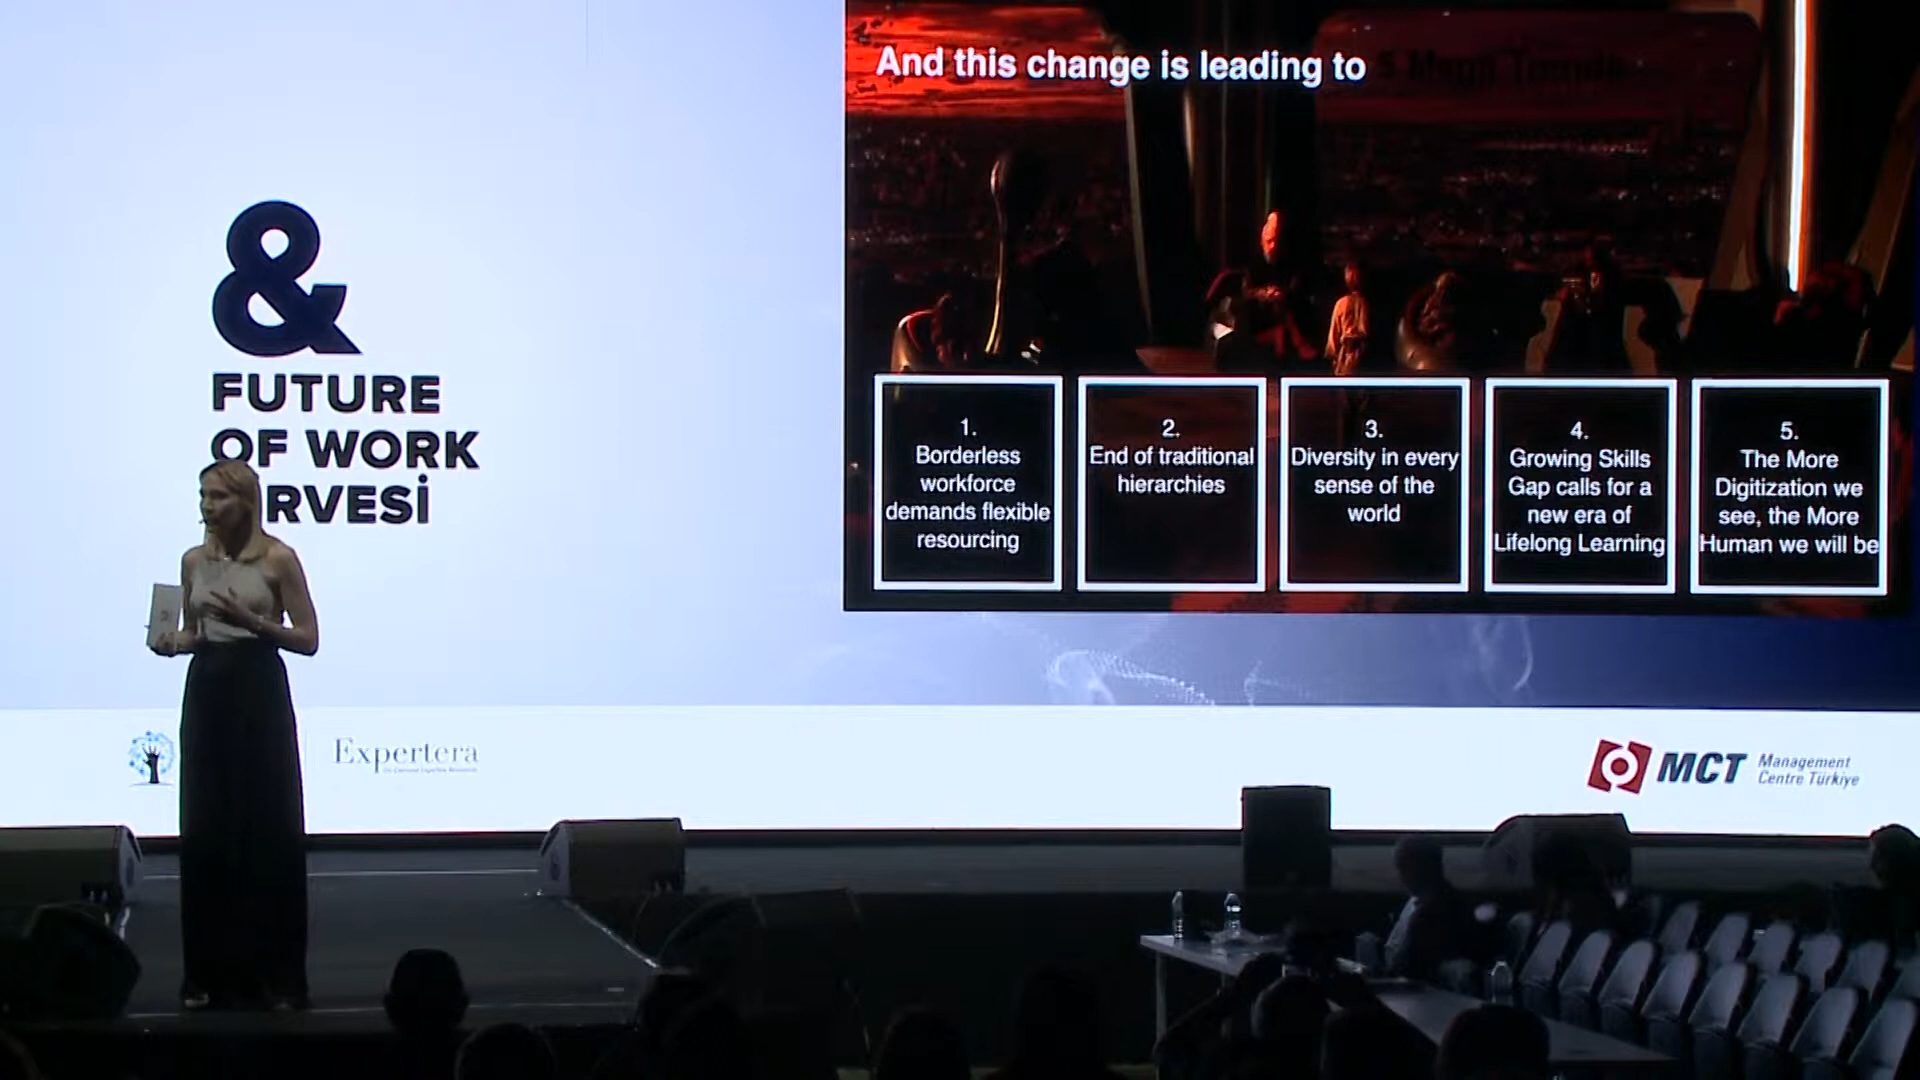 And this change is leading to 5 Mega Trends
&
FUTURE
OF WORK
RVESİ
1.
Borderless
workforce
demands flexible
resourcing
2.
End of traditional
hierarchies
3.
Diversity in every
sense of the
world
4.
Growing Skills
Gap calls for a
new era of
Lifelong Learning
5.
The More
Digitization we
see, the More
Human we will be
Expertera
MCT
Management
Centre Türkiye